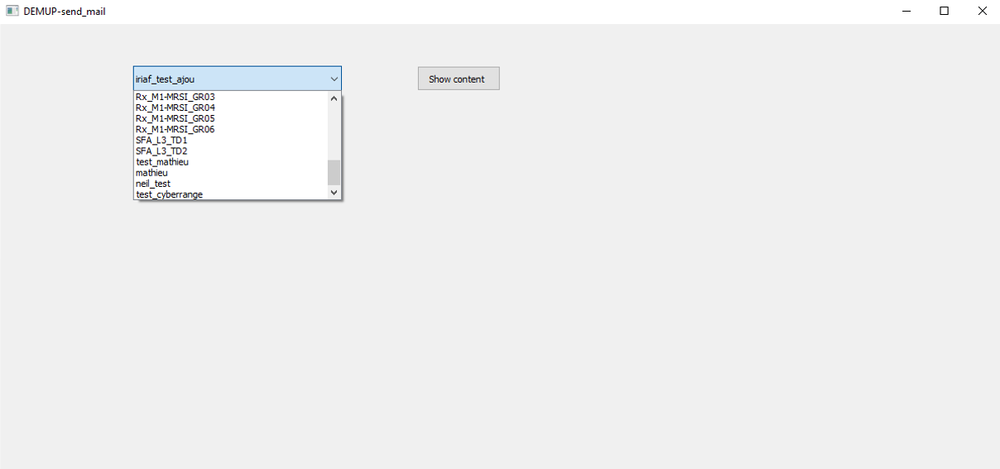 DEMUP-send_mail
iriaf_test_ajou
Show content
Rx_M1-MRSI_GR03
Rx_M1-MRSI_GR04
Rx_M1-MRSI_GR05
Rx_M1-MRSI_GR06
SFA_L3_TD1
SFA_L3_TD2
test_mathieu
mathieu
neil_test
test_cyberrange